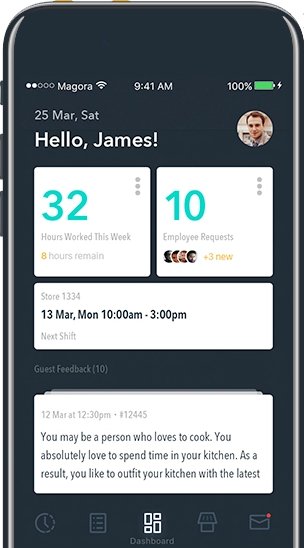 Magora 9:41 AM 100%
25 Mar, Sat
Hello, James!
32 10
Hours Worked This Week Employee Requests
8 hours remain +3 new
Store 1334
13 Mar, Mon 10:00am - 3:00pm
Next Shift
Guest Feedback (10)
12 Mar at 12:30pm • #12445
You may be a person who loves to cook. You
absolutely love to spend time in your kitchen. As a
result, you like to outfit your kitchen with the latest
Dashboard